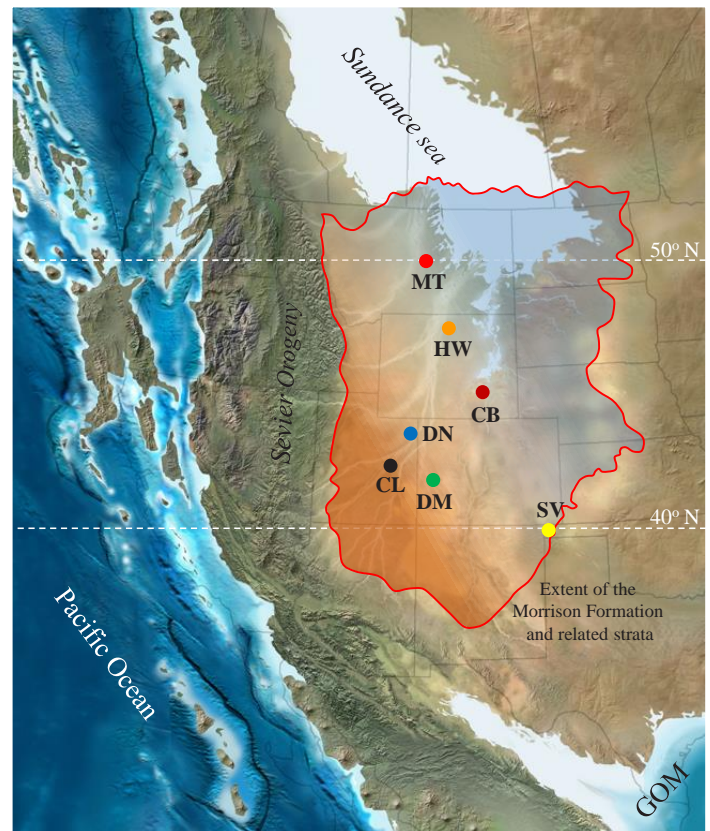 Sundance sea
50° N
MT
HW
Sevier Orogeny
CB
DN
CL
DM
SV
40° N
Extent of the
Morrison Formation
and related strata
Pacific Ocean
GOM